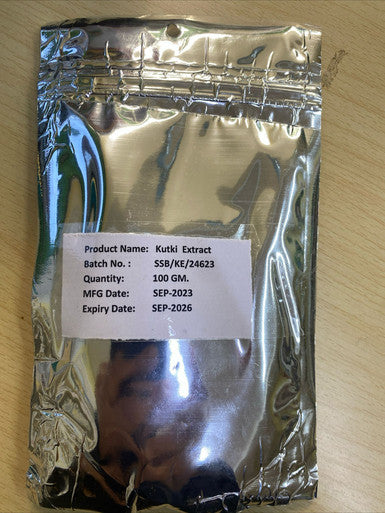 Product Name: Kutki Extract
Batch No. : SSB/KE/24623
Quantity: 100 GM.
MFG Date: SEP-2023
Expiry Date: SEP-2026